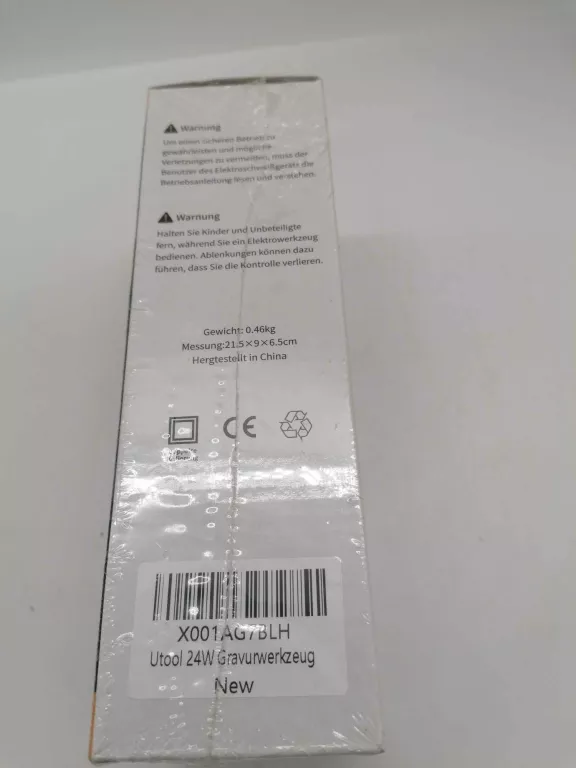 Warnung
Um einen sicheren Betrieb zu
gewährleisten und mögliche
Verletzungen zu vermeiden, muss der
Benutzer des Elektroschweißgeräts die
Betriebsanleitung lesen und verstehen.
Warnung
Halten Sie Kinder und Unbeteiligte
fern, während Sie ein Elektrowerkzeug
bedienen. Ablenkungen können dazu
führen, dass Sie die Kontrolle verlieren.
Gewicht: 0.46kg
Messung:21.5×9×6.5cm
Hergtestellt in China
CE
X001AG7BLH
Utool 24W Gravurwerkzeug
New